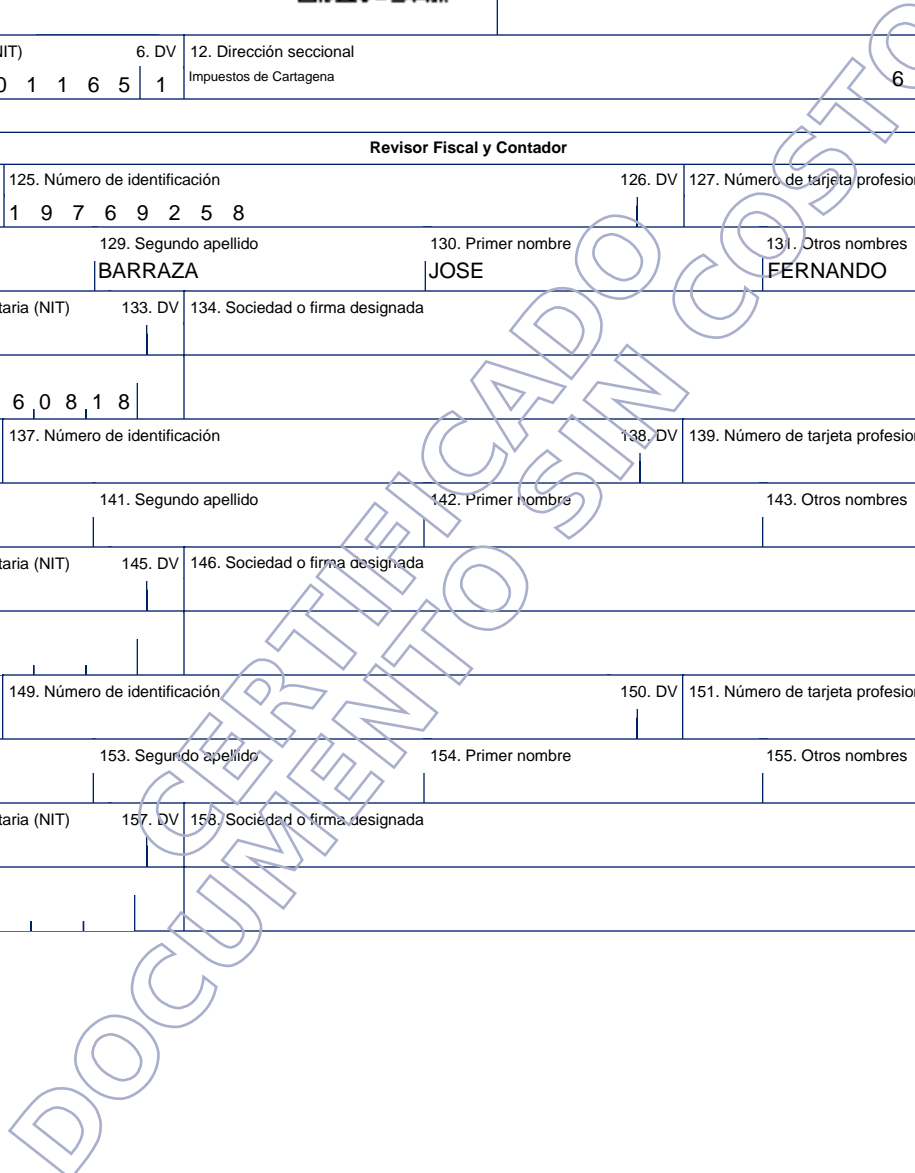 IT) 6. DV 12. Dirección seccional
0 1 1 6 5 1 Impuestos de Cartagena 6
Revisor Fiscal y Contador
125. Número de identificación 126. DV 127. Número de tarjeta profesion
1 9 7 6 9 2 5 8
129. Segundo apellido 130. Primer nombre 131. Otros nombres
BARRAZA JOSE FERNANDO
taria (NIT) 133. DV 134. Sociedad o firma designada
6 0 8 1 8
137. Número de identificación 138. DV 139. Número de tarjeta profesion
141. Segundo apellido 142. Primer nombre 143. Otros nombres
taria (NIT) 145. DV 146. Sociedad o firma designada
149. Número de identificación 150. DV 151. Número de tarjeta profesion
153. Segundo apellido 154. Primer nombre 155. Otros nombres
taria (NIT) 157. DV 158. Sociedad o firma designada
CERTIFICADO
DOCUMENTO SIN COSTO